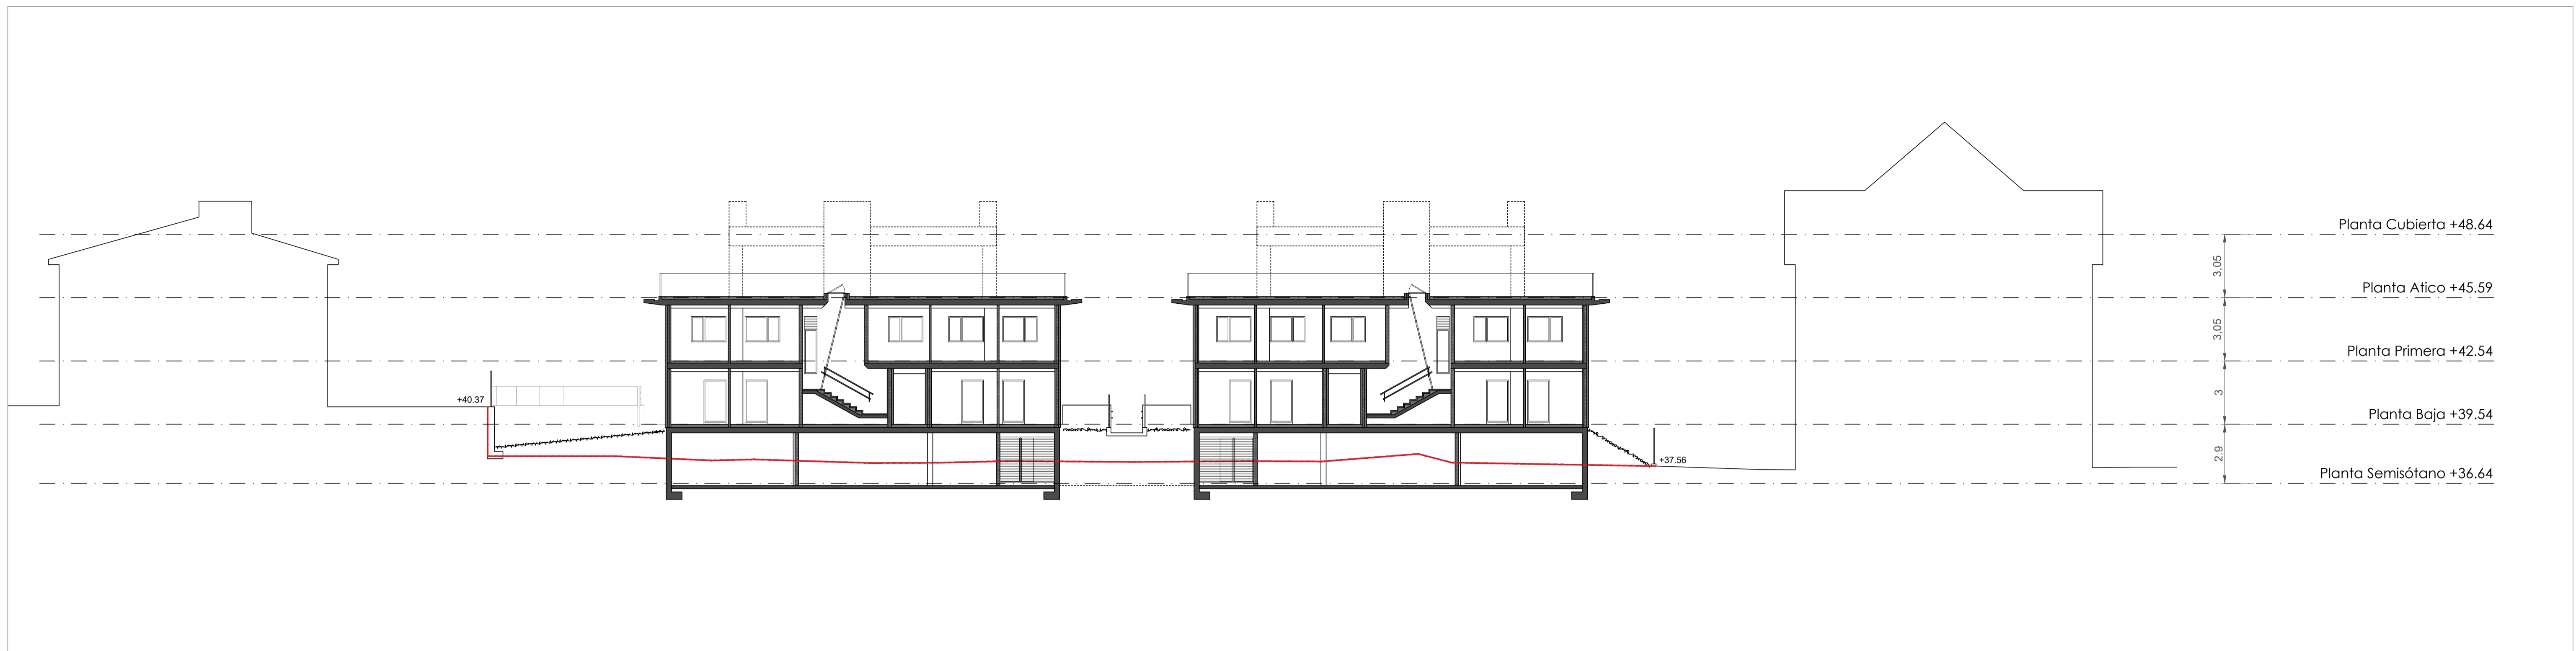 Planta Cubierta +48.64
3,05
Planta Atico +45.59
3,05
Planta Primera +42.54
+40.37
3
Planta Baja +39.54
2.9
+37.56
Planta Semisótano +36.64